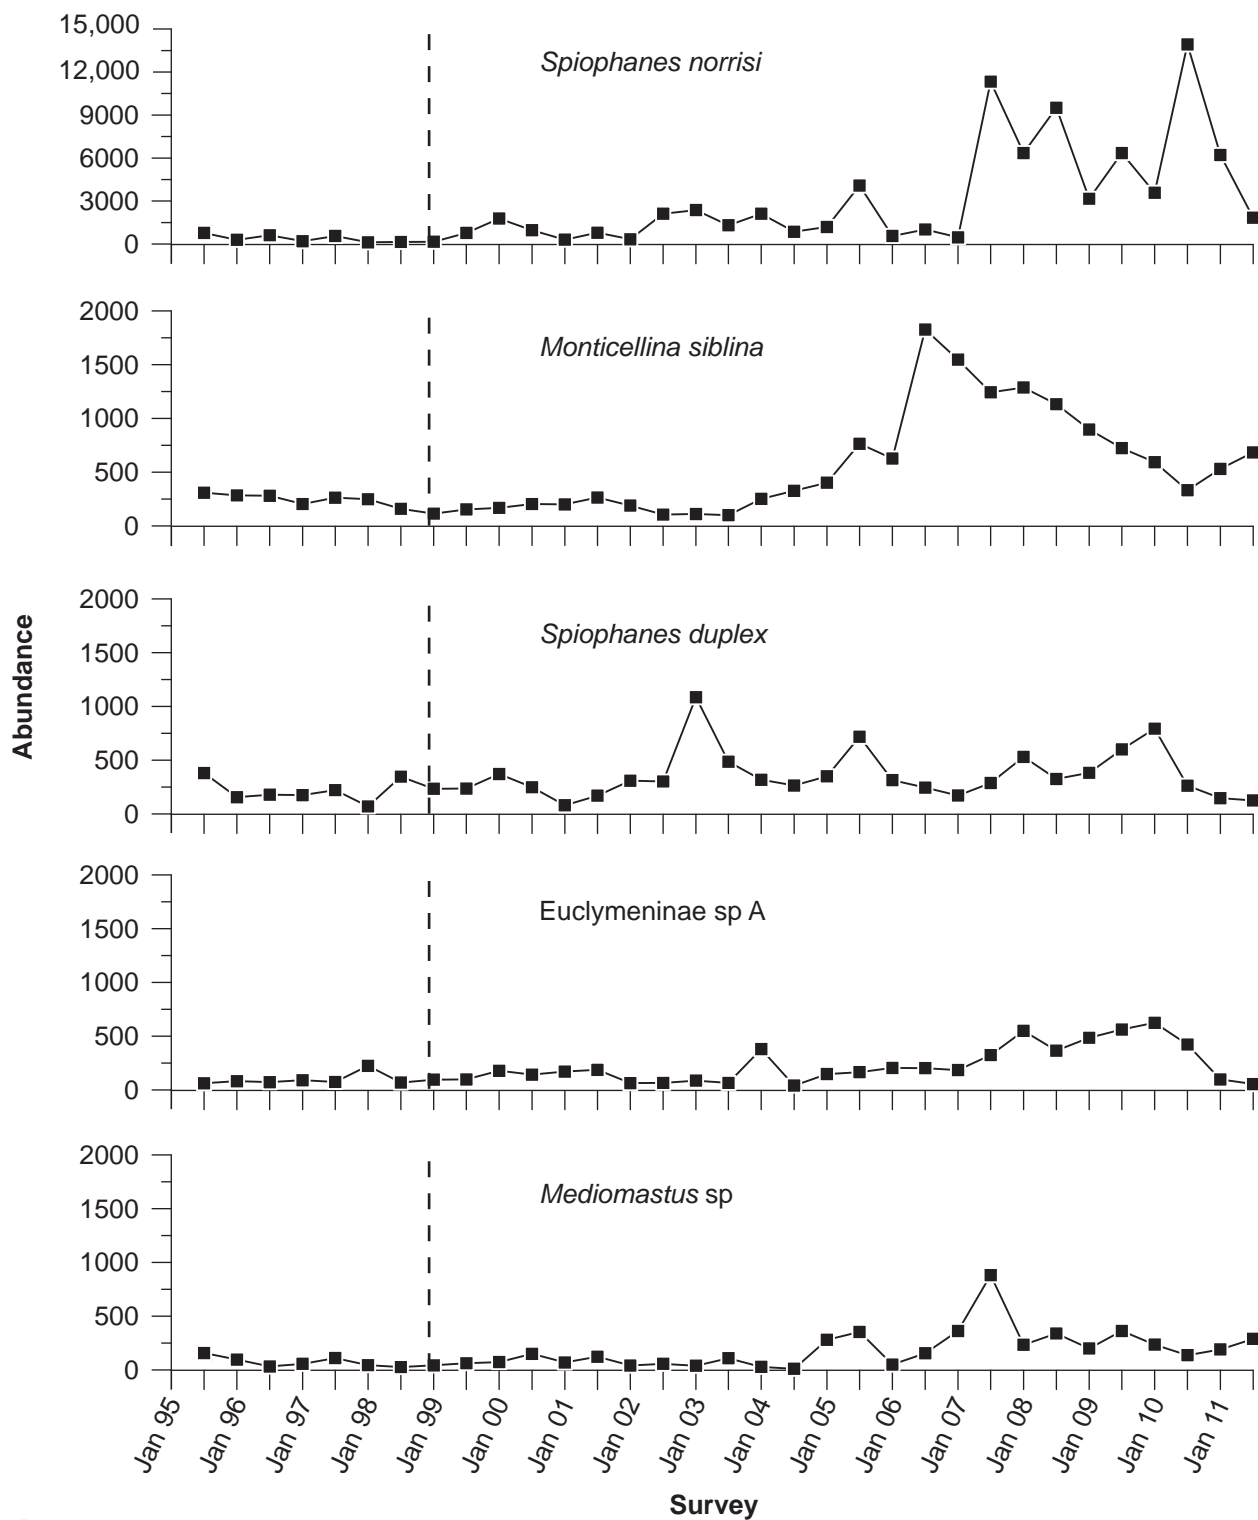 15,000
12,000
9000
6000
3000
0
Spiophanes norrisi
2000
1500
1000
500
0
Monticellina siblina
2000
1500
1000
500
0
Spiophanes duplex
Abundance
2000
1500
1000
500
0
Euclymeninae sp A
2000
1500
1000
500
0
Mediomastus sp
Jan 95
Jan 96
Jan 97
Jan 98
Jan 99
Jan 00
Jan 01
Jan 02
Jan 03
Jan 04
Jan 05
Jan 06
Jan 07
Jan 08
Jan 09
Jan 10
Jan 11
Survey